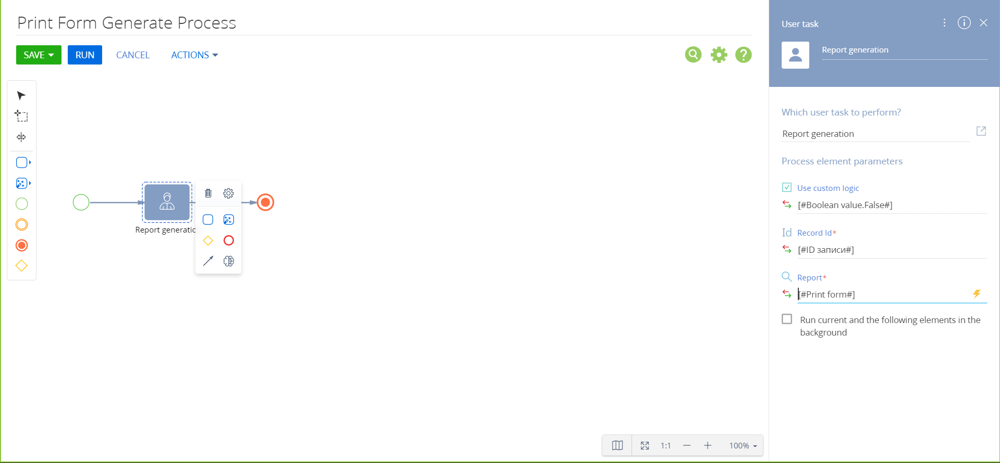 Print Form Generate Process
SAVE
RUN
CANCEL
ACTIONS
Report generatio
1:1
100%
User task
Report generation
Which user task to perform?
Report generation
Process element parameters
Use custom logic
[#Boolean value.False#]
Id Record Id*
[#ID записи#]
Report*
[#Print form#]
Run current and the following elements in the
background